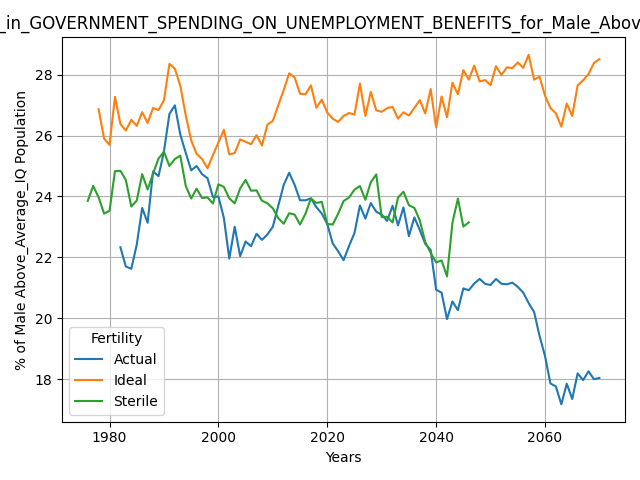 _in_GOVERNMENT_SPENDING_ON_UNEMPLOYMENT_BENEFITS_for_Male_Abov
% of Male Above_Average_IQ Population
28
26
24
22
20
18
Fertility
Actual
Ideal
Sterile
1980 2000 2020 2040 2060
Years